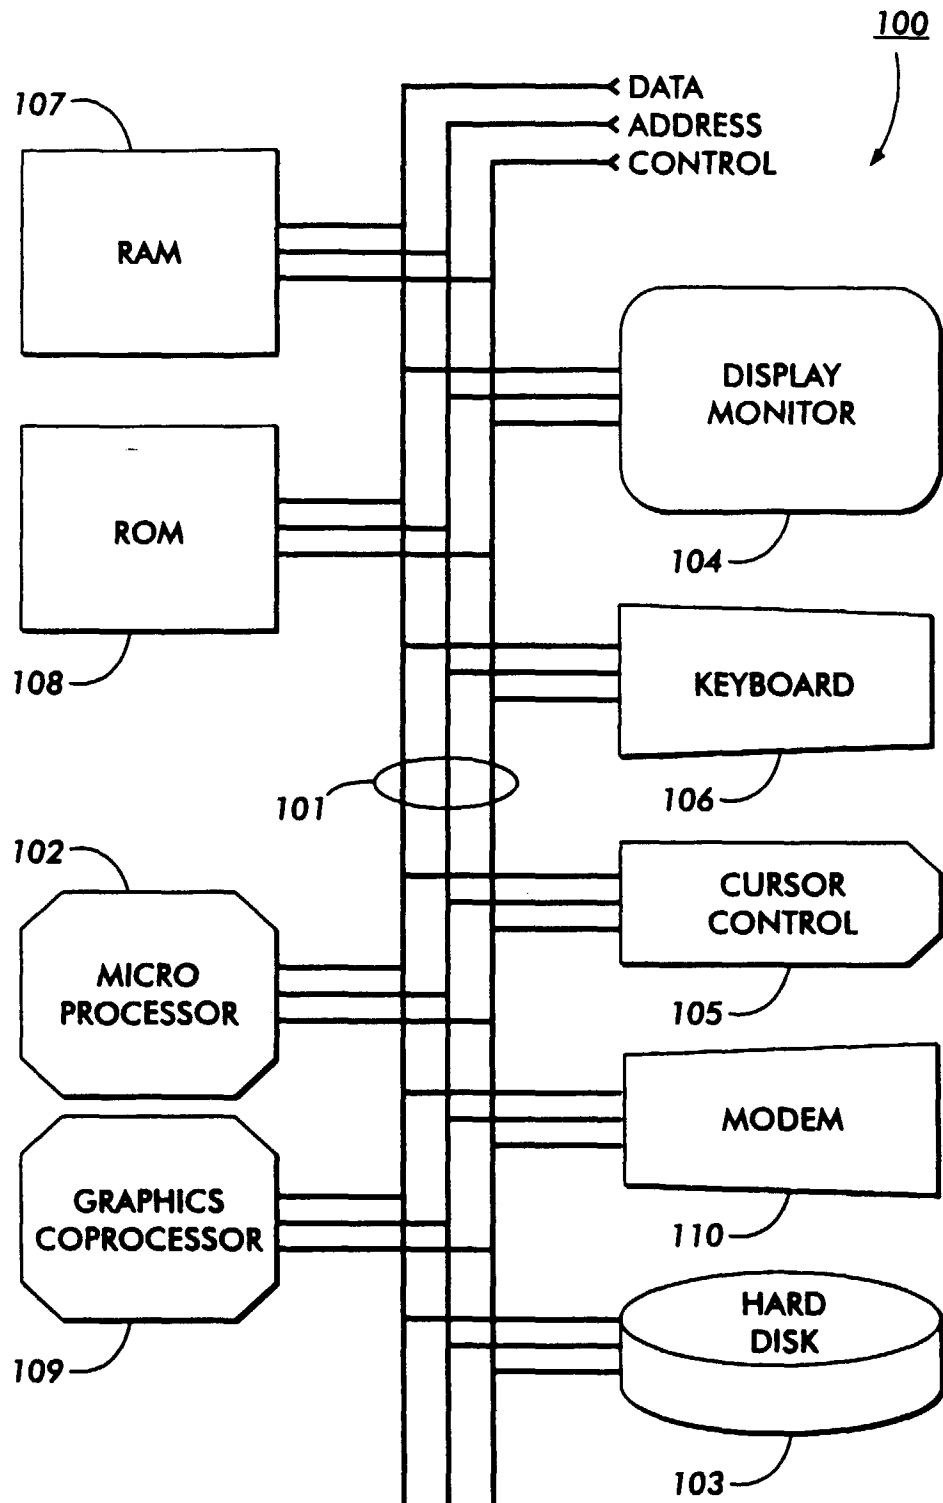 100
DATA
ADDRESS
CONTROL
107
RAM
DISPLAY
MONITOR
104
ROM
108
KEYBOARD
106
101
102
MICRO
PROCESSOR
CURSOR
CONTROL
105
MODEM
110
GRAPHICS
COPROCESSOR
109
HARD
DISK
103